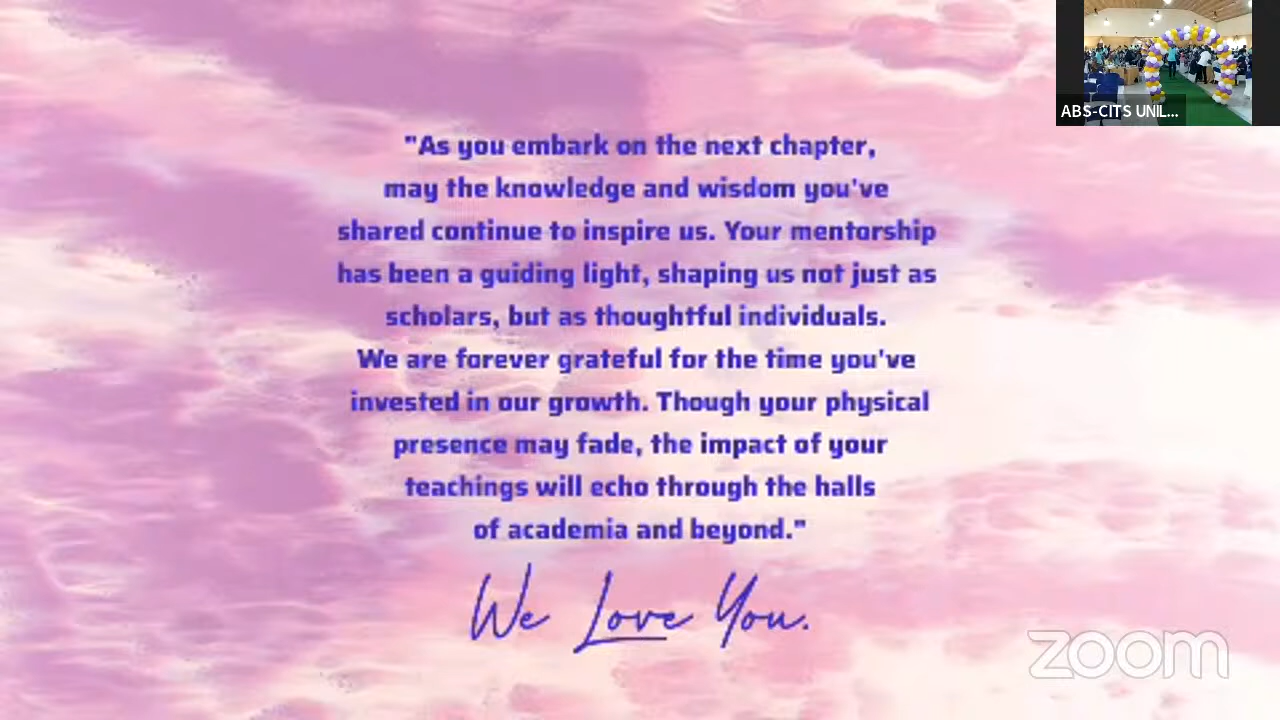 ABS-CITS UNIL...
"As you embark on the next chapter,
may the knowledge and wisdom you've
shared continue to inspire us. Your mentorship
has been a guiding light, shaping us not just as
scholars, but as thoughtful individuals.
We are forever grateful for the time you've
invested in our growth. Though your physical
presence may fade, the impact of your
teachings will echo through the halls
of academia and beyond."
We Love You.
zoom